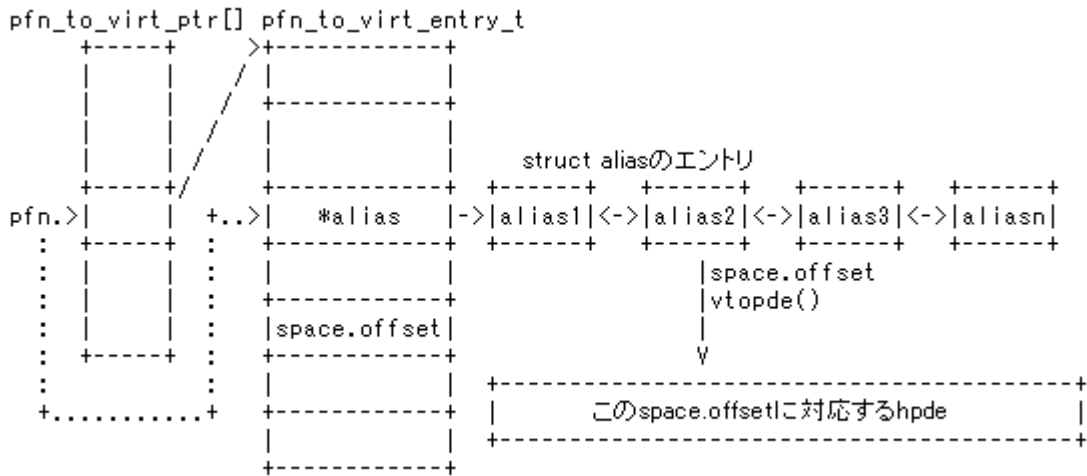 pfn_to_virt_ptr[] pfn_to_virt_entry_t
struct aliasのエントリ
pfn.> +..> *alias |->|alias1|<->|alias2|<->|alias3|<->|aliasn|
space.offset
vtopde()
space.offset
このspace.offsetに対応するhpde